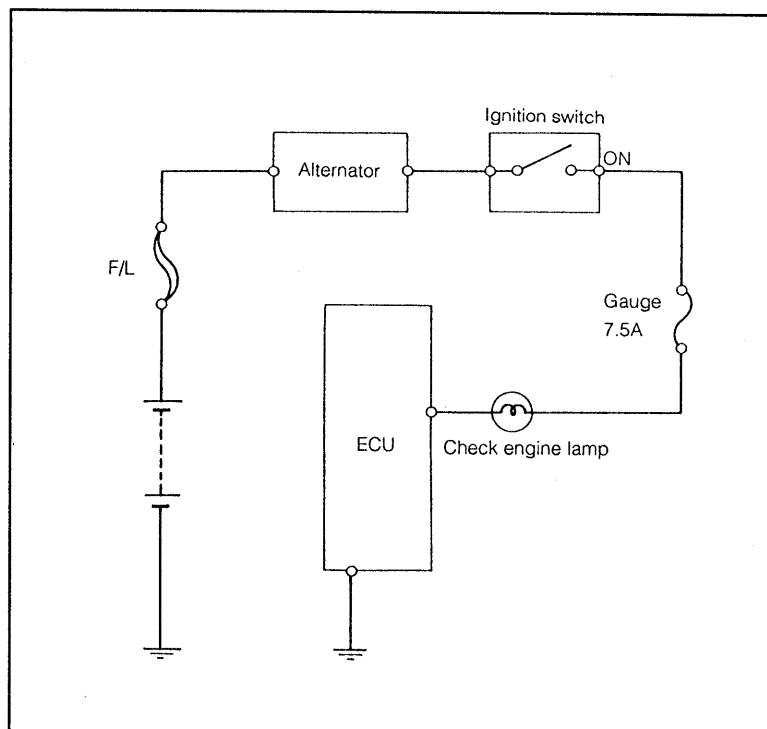 Ignition switch
Alternator
ON
F/L
Gauge
7.5A
ECU
Check engine lamp